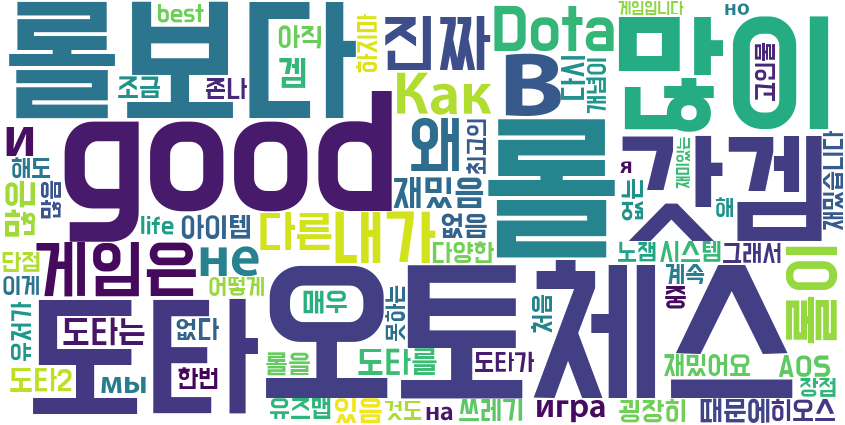 게임입니다
но
best
롤보다
아직
하지마
진짜
Dota
많이
겜
조금
존나
Как
В
다시
개념이
고인물
good
И
왜
최고의
롤
갓겜
재미있는
재밌습니다
해도
많음
재밌음
я
없는
해
life
아이템
다른
내가
없음
다양한
노잼
시스템
그래서
롤이
단점
이게
게임은
не
어떻게
계속
유저가
도타
오토체스
매우
못하는
처음
도타는
없다
롤을
도타를
도타가
재밌어요
AOS
장점
도타2
мы
한번
유즈맵
있음
것도
на
쓰레기
игра
굉장히
때문에
히오스